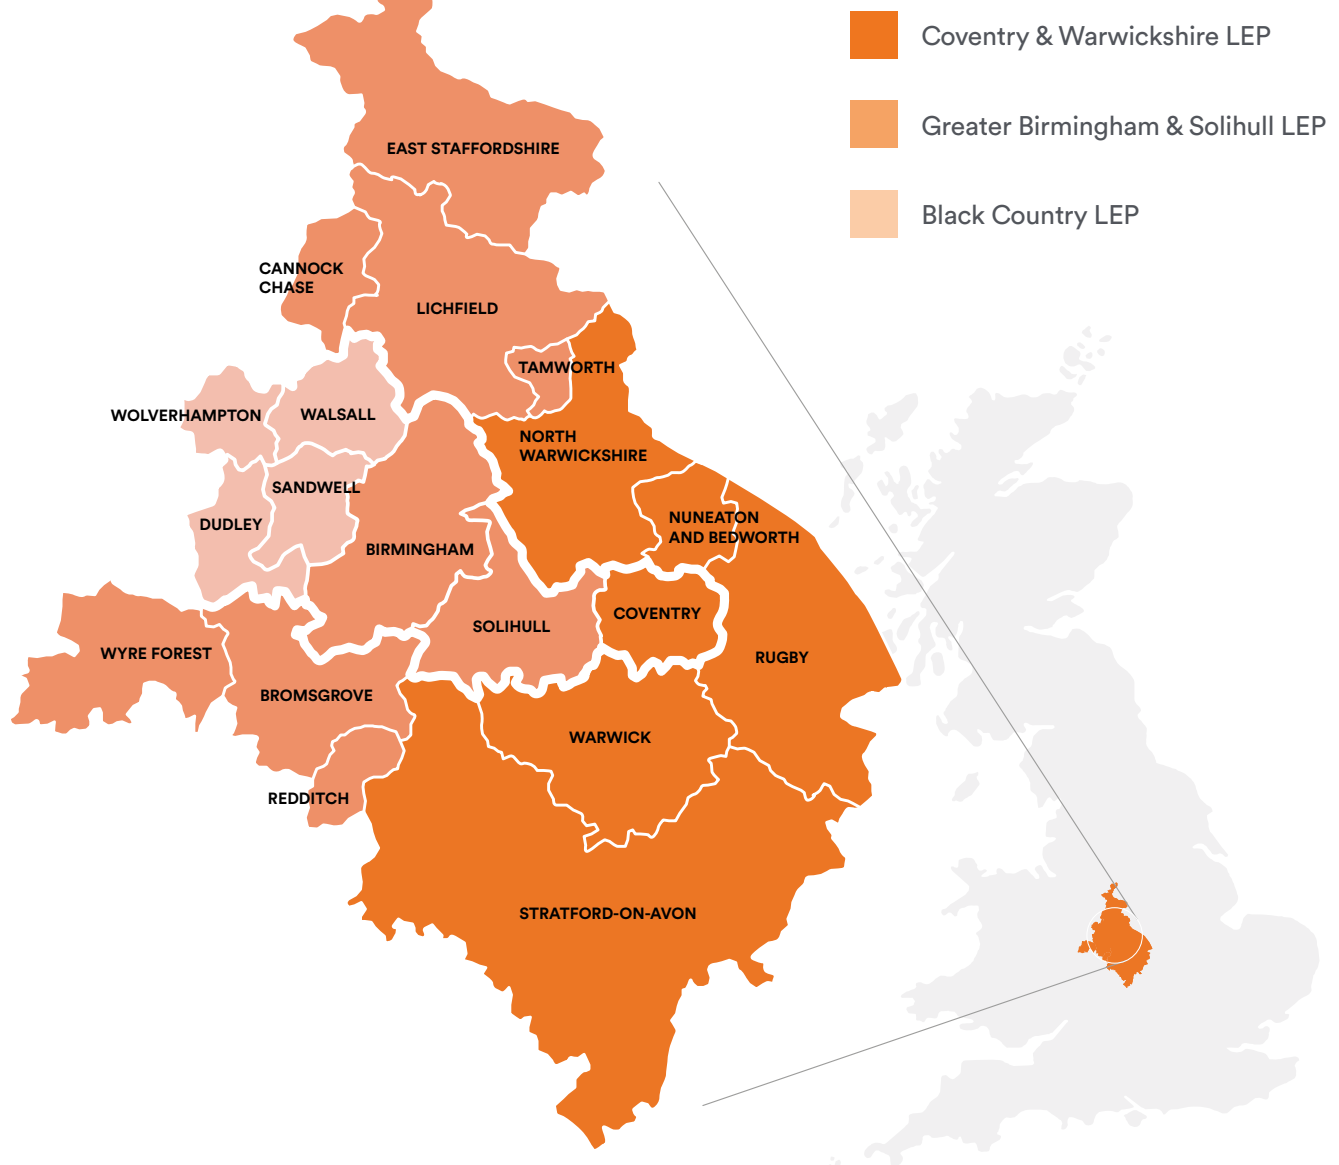 Coventry & Warwickshire LEP
Greater Birmingham & Solihull LEP
Black Country LEP
EAST STAFFORDSHIRE
CANNOCK
CHASE
LICHFIELD
TAMWORTH
WOLVERHAMPTON
WALSALL
NORTH
WARWICKSHIRE
SANDWELL
DUDLEY
NUNEATON
AND BEDWORTH
BIRMINGHAM
COVENTRY
SOLIHULL
WYRE FOREST
RUGBY
BROMSGROVE
WARWICK
REDDITCH
STRATFORD-ON-AVON